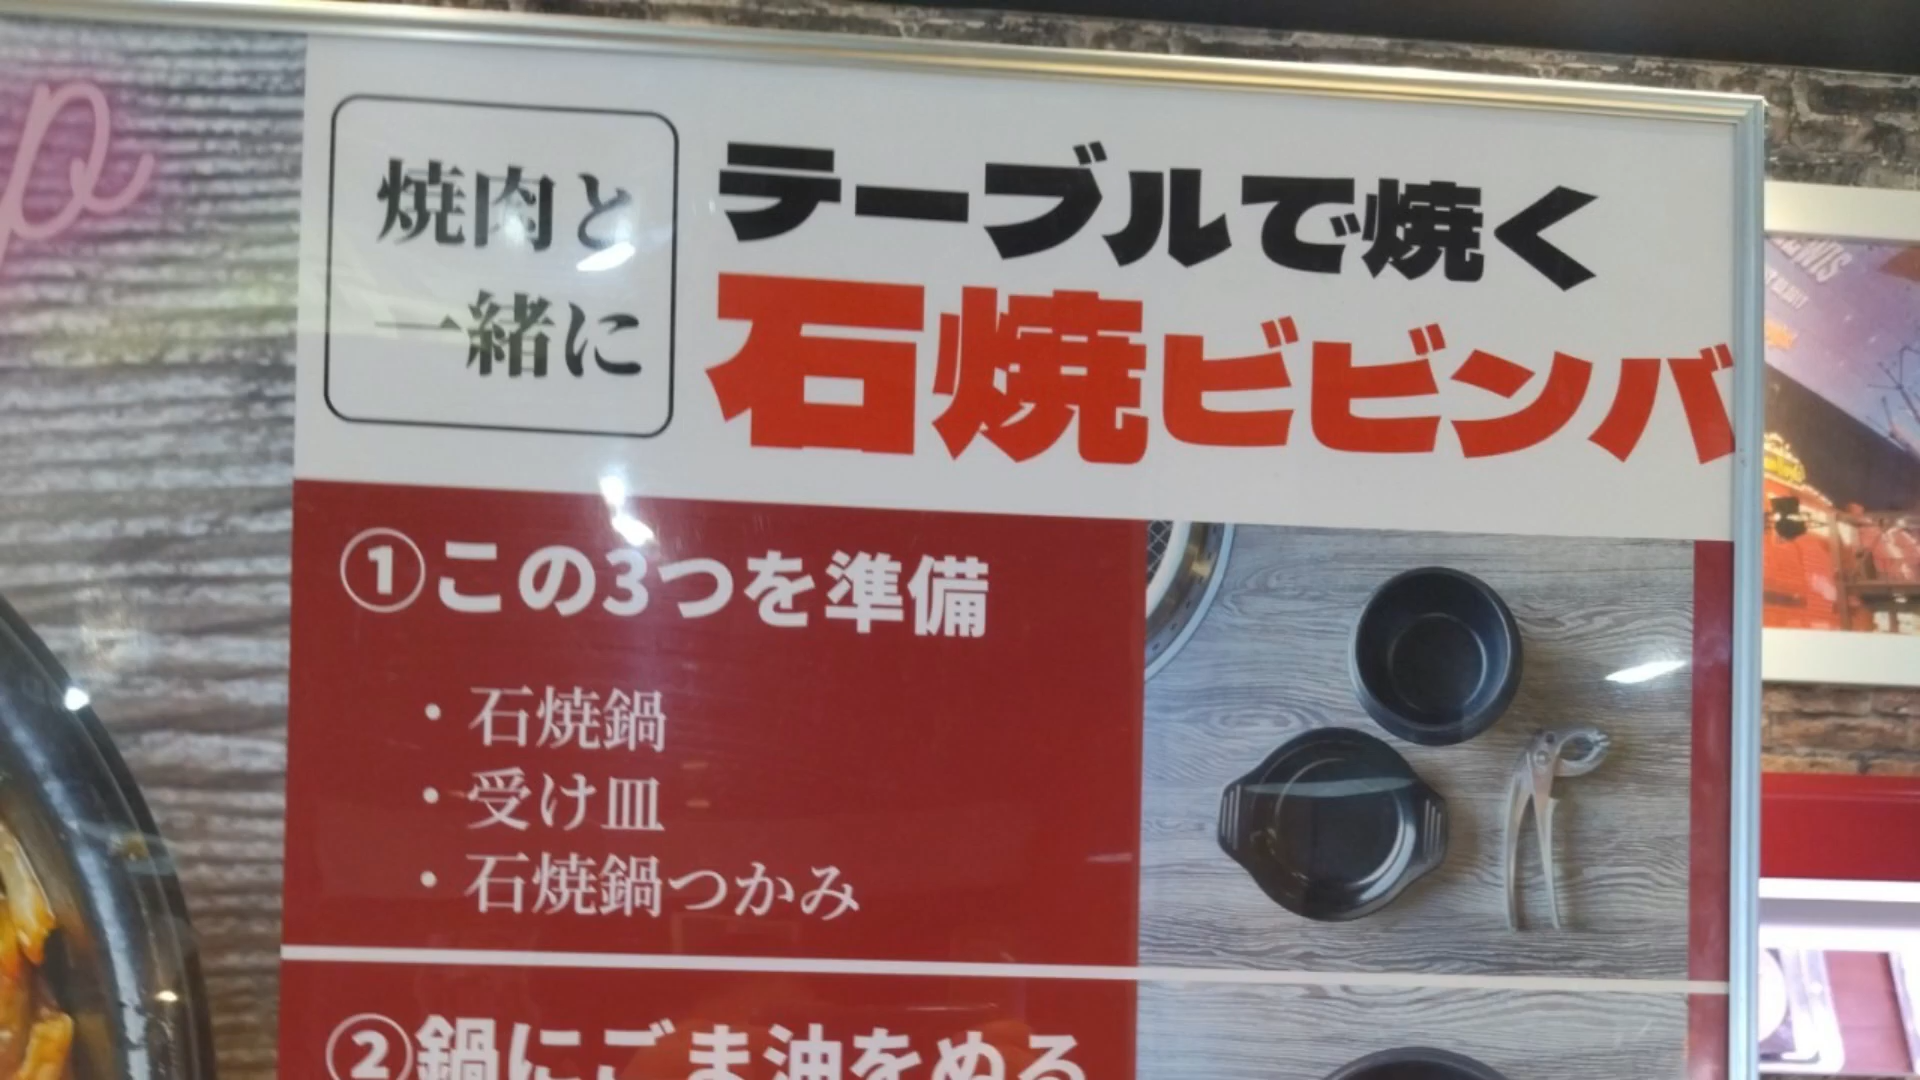 焼肉と
一緒に
テーブルで焼く
石焼ビビンバ
①この3つを準備
・石焼鍋
・受け皿
・石焼鍋つかみ
②鍋にごま油をぬる